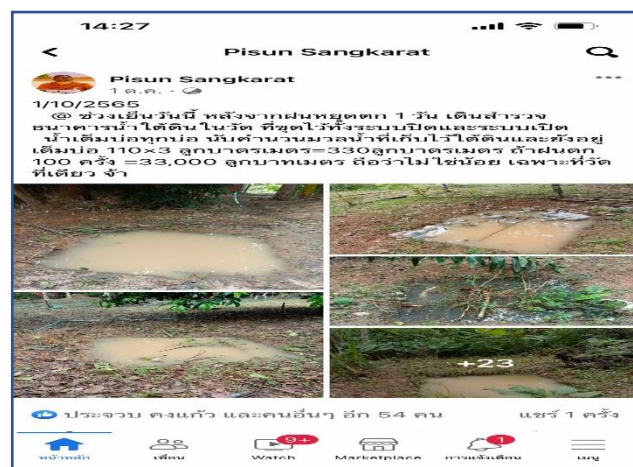 14:27
Pisun Sangkarat
Pisun Sangkarat
1 ต.ค.
1/10/2565
@ ช่วงเย็นวันนี้ หลังจากฝนหยุดตก 1 วัน เดินสำรวจ
ธนาคารน้ำใต้ดินในวัด ที่ขุดไว้ทั้งระบบปิดและระบบเปิด
น้ำเต็มบ่อทุกบ่อ นับคำนวนมวลน้ำที่เก็บไว้ใต้ดินและยังอยู่
เต็มบ่อ 110×3 ลูกบาตรเมตร=330ลูกบาตรเมตร ถ้าฝนตก
100 ครั้ง =33,000 ลูกบาทเมตร ถือว่าไม่ใช่น้อย เฉพาะที่วัด
ที่เดียว จ้า
+23
ประจวบ คงแก้ว และคนอื่นๆ อีก 54 คน
แชร์ 1 ครั้ง
9+
1
หน้าหลัก
เพื่อน
Watch
Marketplace
การแจ้งเตือน
เมนู